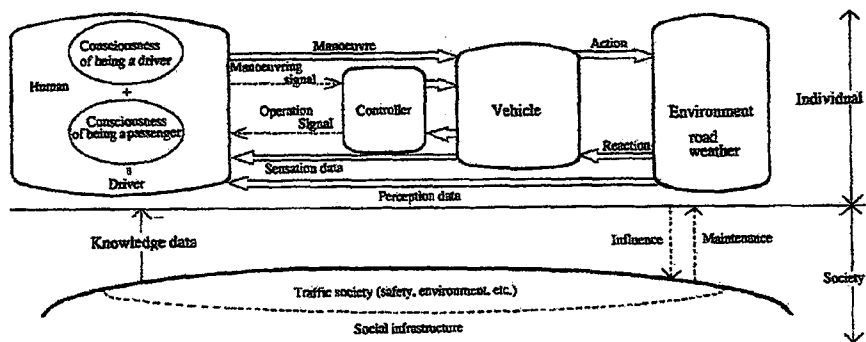 Consciousness
of being a driver
Human
+
Consciousness
of being a passenger
Driver
Manoeuvre
Manoeuvring
signal
Operation
Signal
Controller
Sensation data
Perception data
Vehicle
Action
Reaction
Environment
road
weather
Individual
Knowledge data
Influence
Maintenance
Society
Traffic society (safety, environment, etc.)
Social infrastructure